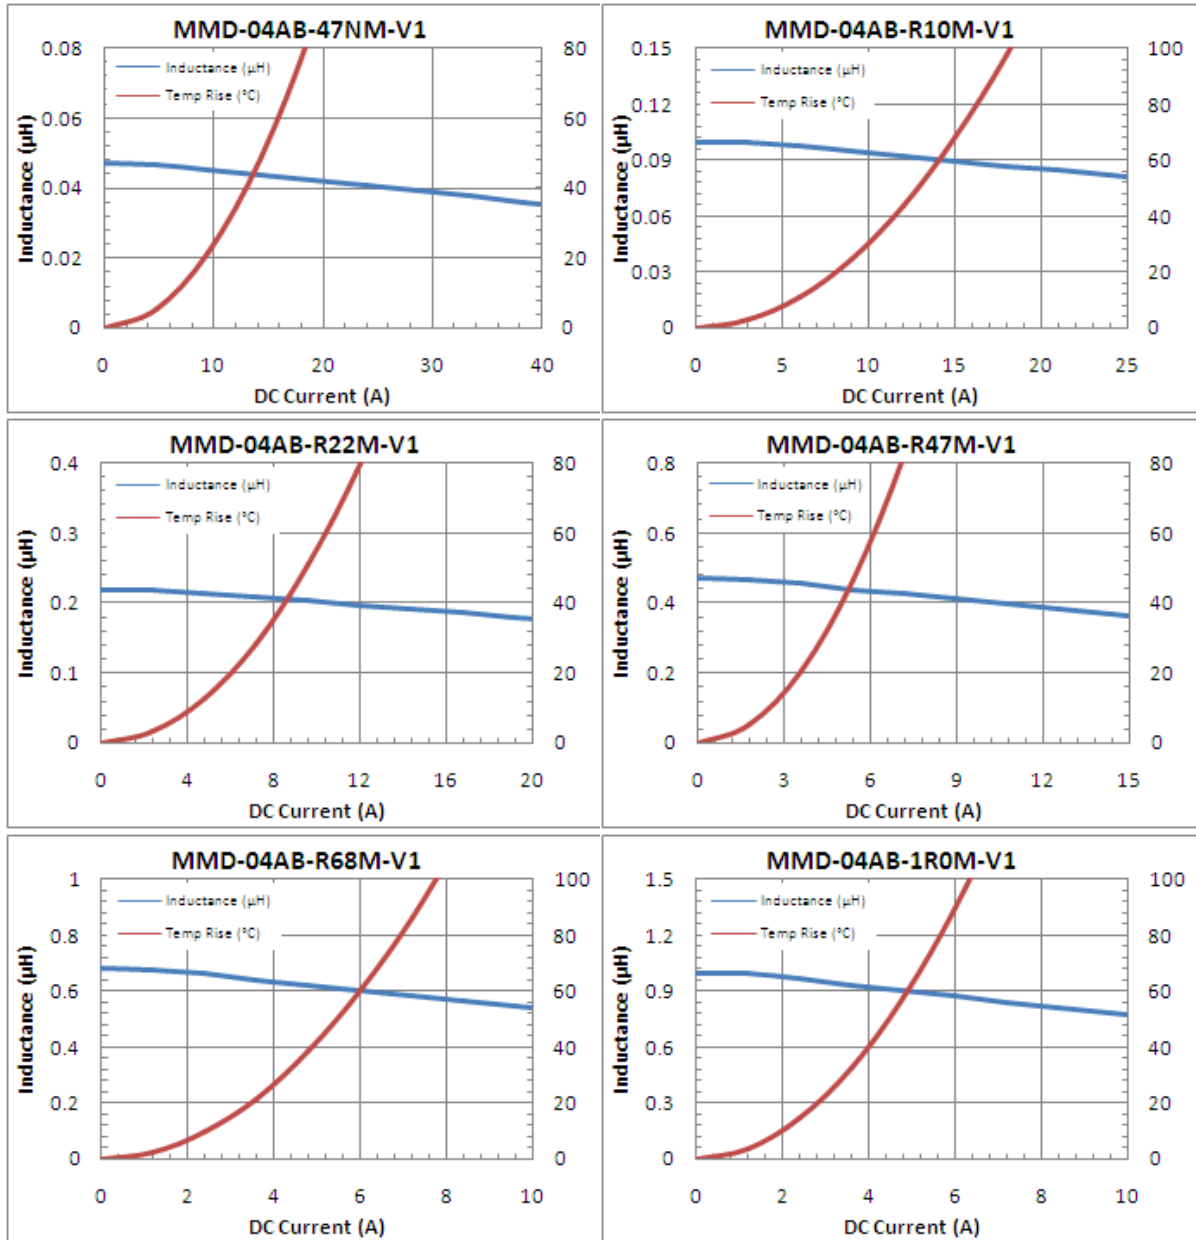 MMD-04AB-47NM-V1
Inductance (µH)
Temp Rise (°C)
0.08
0.06
0.04
0.02
0
80
60
40
20
0
0 10 20 30 40
Inductance (µH)
DC Current (A)
MMD-04AB-R10M-V1
Inductance (µH)
Temp Rise (°C)
0.15
0.12
0.09
0.06
0.03
0
100
80
60
40
20
0
0 5 10 15 20 25
Inductance (µH)
DC Current (A)
MMD-04AB-R22M-V1
Inductance (µH)
Temp Rise (°C)
0.4
0.3
0.2
0.1
0
80
60
40
20
0
0 4 8 12 16 20
Inductance (µH)
DC Current (A)
MMD-04AB-R47M-V1
Inductance (µH)
Temp Rise (°C)
0.8
0.6
0.4
0.2
0
80
60
40
20
0
0 3 6 9 12 15
Inductance (µH)
DC Current (A)
MMD-04AB-R68M-V1
Inductance (µH)
Temp Rise (°C)
1
0.8
0.6
0.4
0.2
0
100
80
60
40
20
0
0 2 4 6 8 10
Inductance (µH)
DC Current (A)
MMD-04AB-1R0M-V1
Inductance (µH)
Temp Rise (°C)
1.5
1.2
0.9
0.6
0.3
0
100
80
60
40
20
0
0 2 4 6 8 10
Inductance (µH)
DC Current (A)